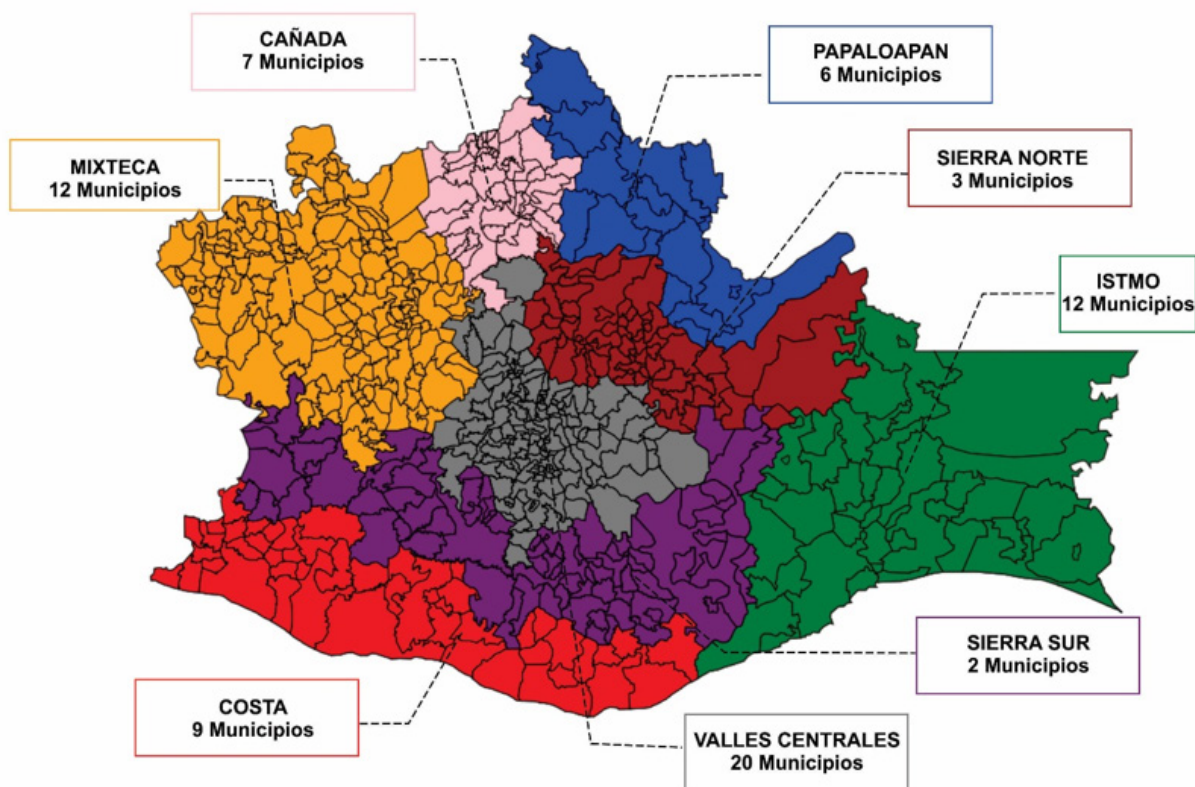 CAÑADA
7 Municipios
PAPALOAPAN
6 Municipios
MIXTECA
12 Municipios
SIERRA NORTE
3 Municipios
ISTMO
12 Municipios
SIERRA SUR
2 Municipios
COSTA
9 Municipios
VALLES CENTRALES
20 Municipios